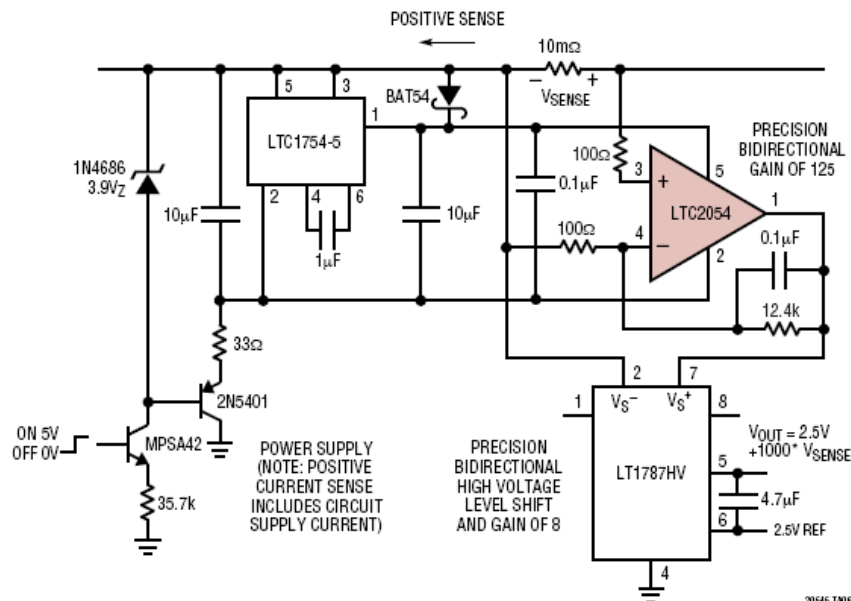 POSITIVE SENSE
10mΩ
− +
VSENSE
BAT54
5
3
1
LTC1754-5
2
4
6
1µF
1N4686
3.9VZ
10µF
10µF
0.1µF
100Ω
100Ω
3
+
4
−
5
LTC2054
1
2
PRECISION
BIDIRECTIONAL
GAIN OF 125
0.1µF
12.4k
33Ω
2N5401
ON 5V
OFF 0V
MPSA42
35.7k
POWER SUPPLY
(NOTE: POSITIVE
CURRENT SENSE
INCLUDES CIRCUIT
SUPPLY CURRENT)
PRECISION
BIDIRECTIONAL
HIGH VOLTAGE
LEVEL SHIFT
AND GAIN OF 8
2
7
1
VS−
VS+
8
LT1787HV
5
6
4
VOUT = 2.5V
+1000* VSENSE
4.7µF
2.5V REF